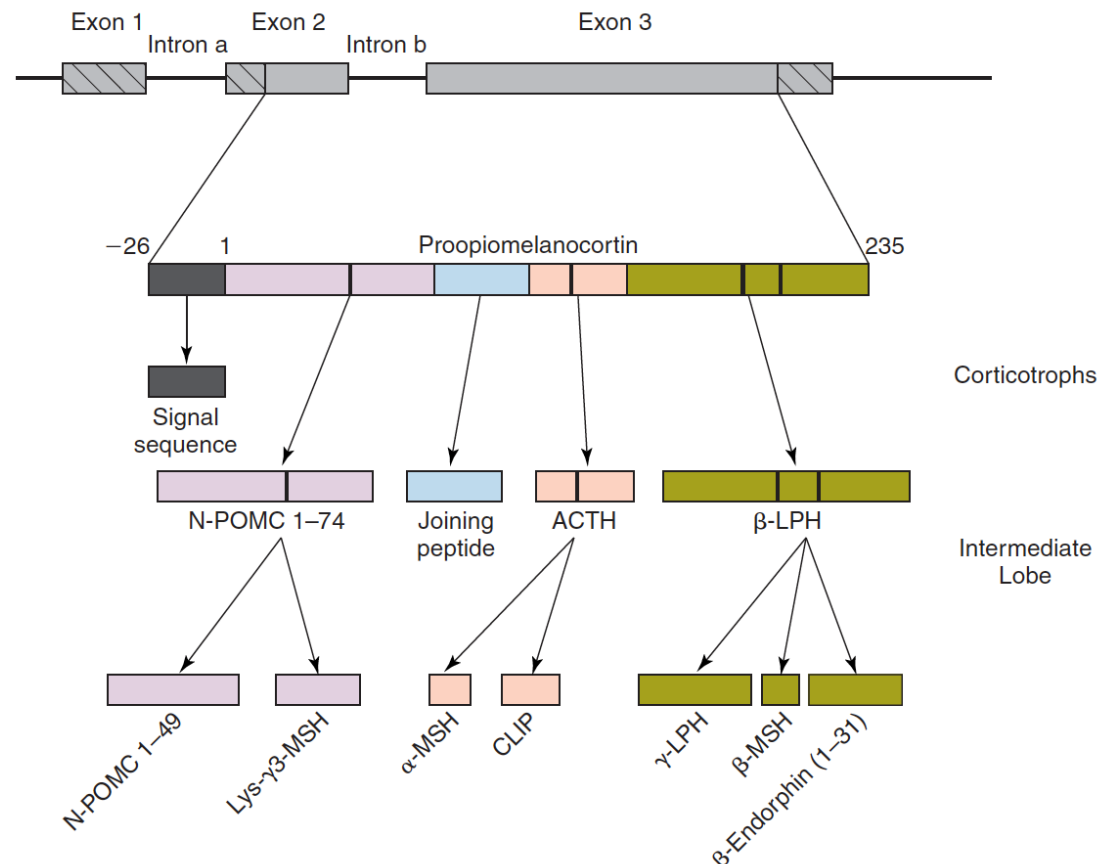 Exon 1
Exon 2
Exon 3
Intron a
Intron b
−26
1
Proopiomelanocortin
235
Corticotrophs
Signal
sequence
N-POMC 1–74
Joining
peptide
ACTH
β-LPH
Intermediate
Lobe
N-POMC 1–49
Lys-γ3-MSH
α-MSH
CLIP
γ-LPH
β-MSH
β-Endorphin (1–31)